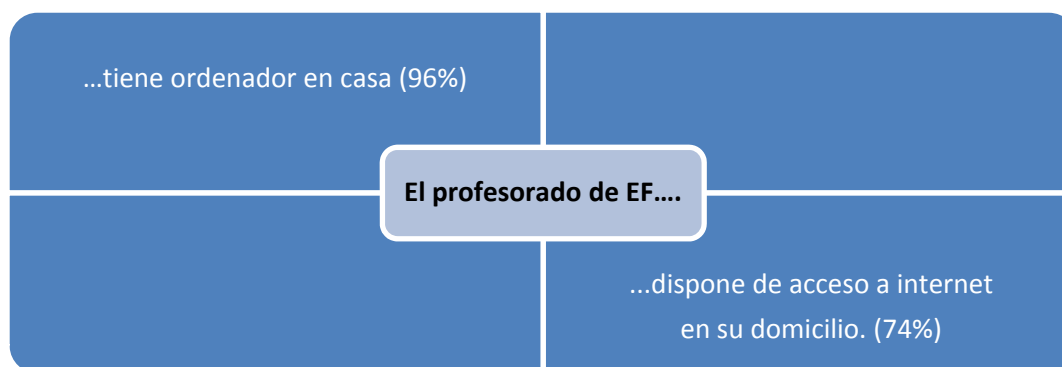 …tiene ordenador en casa (96%)
El profesorado de EF….
...dispone de acceso a internet
en su domicilio. (74%)